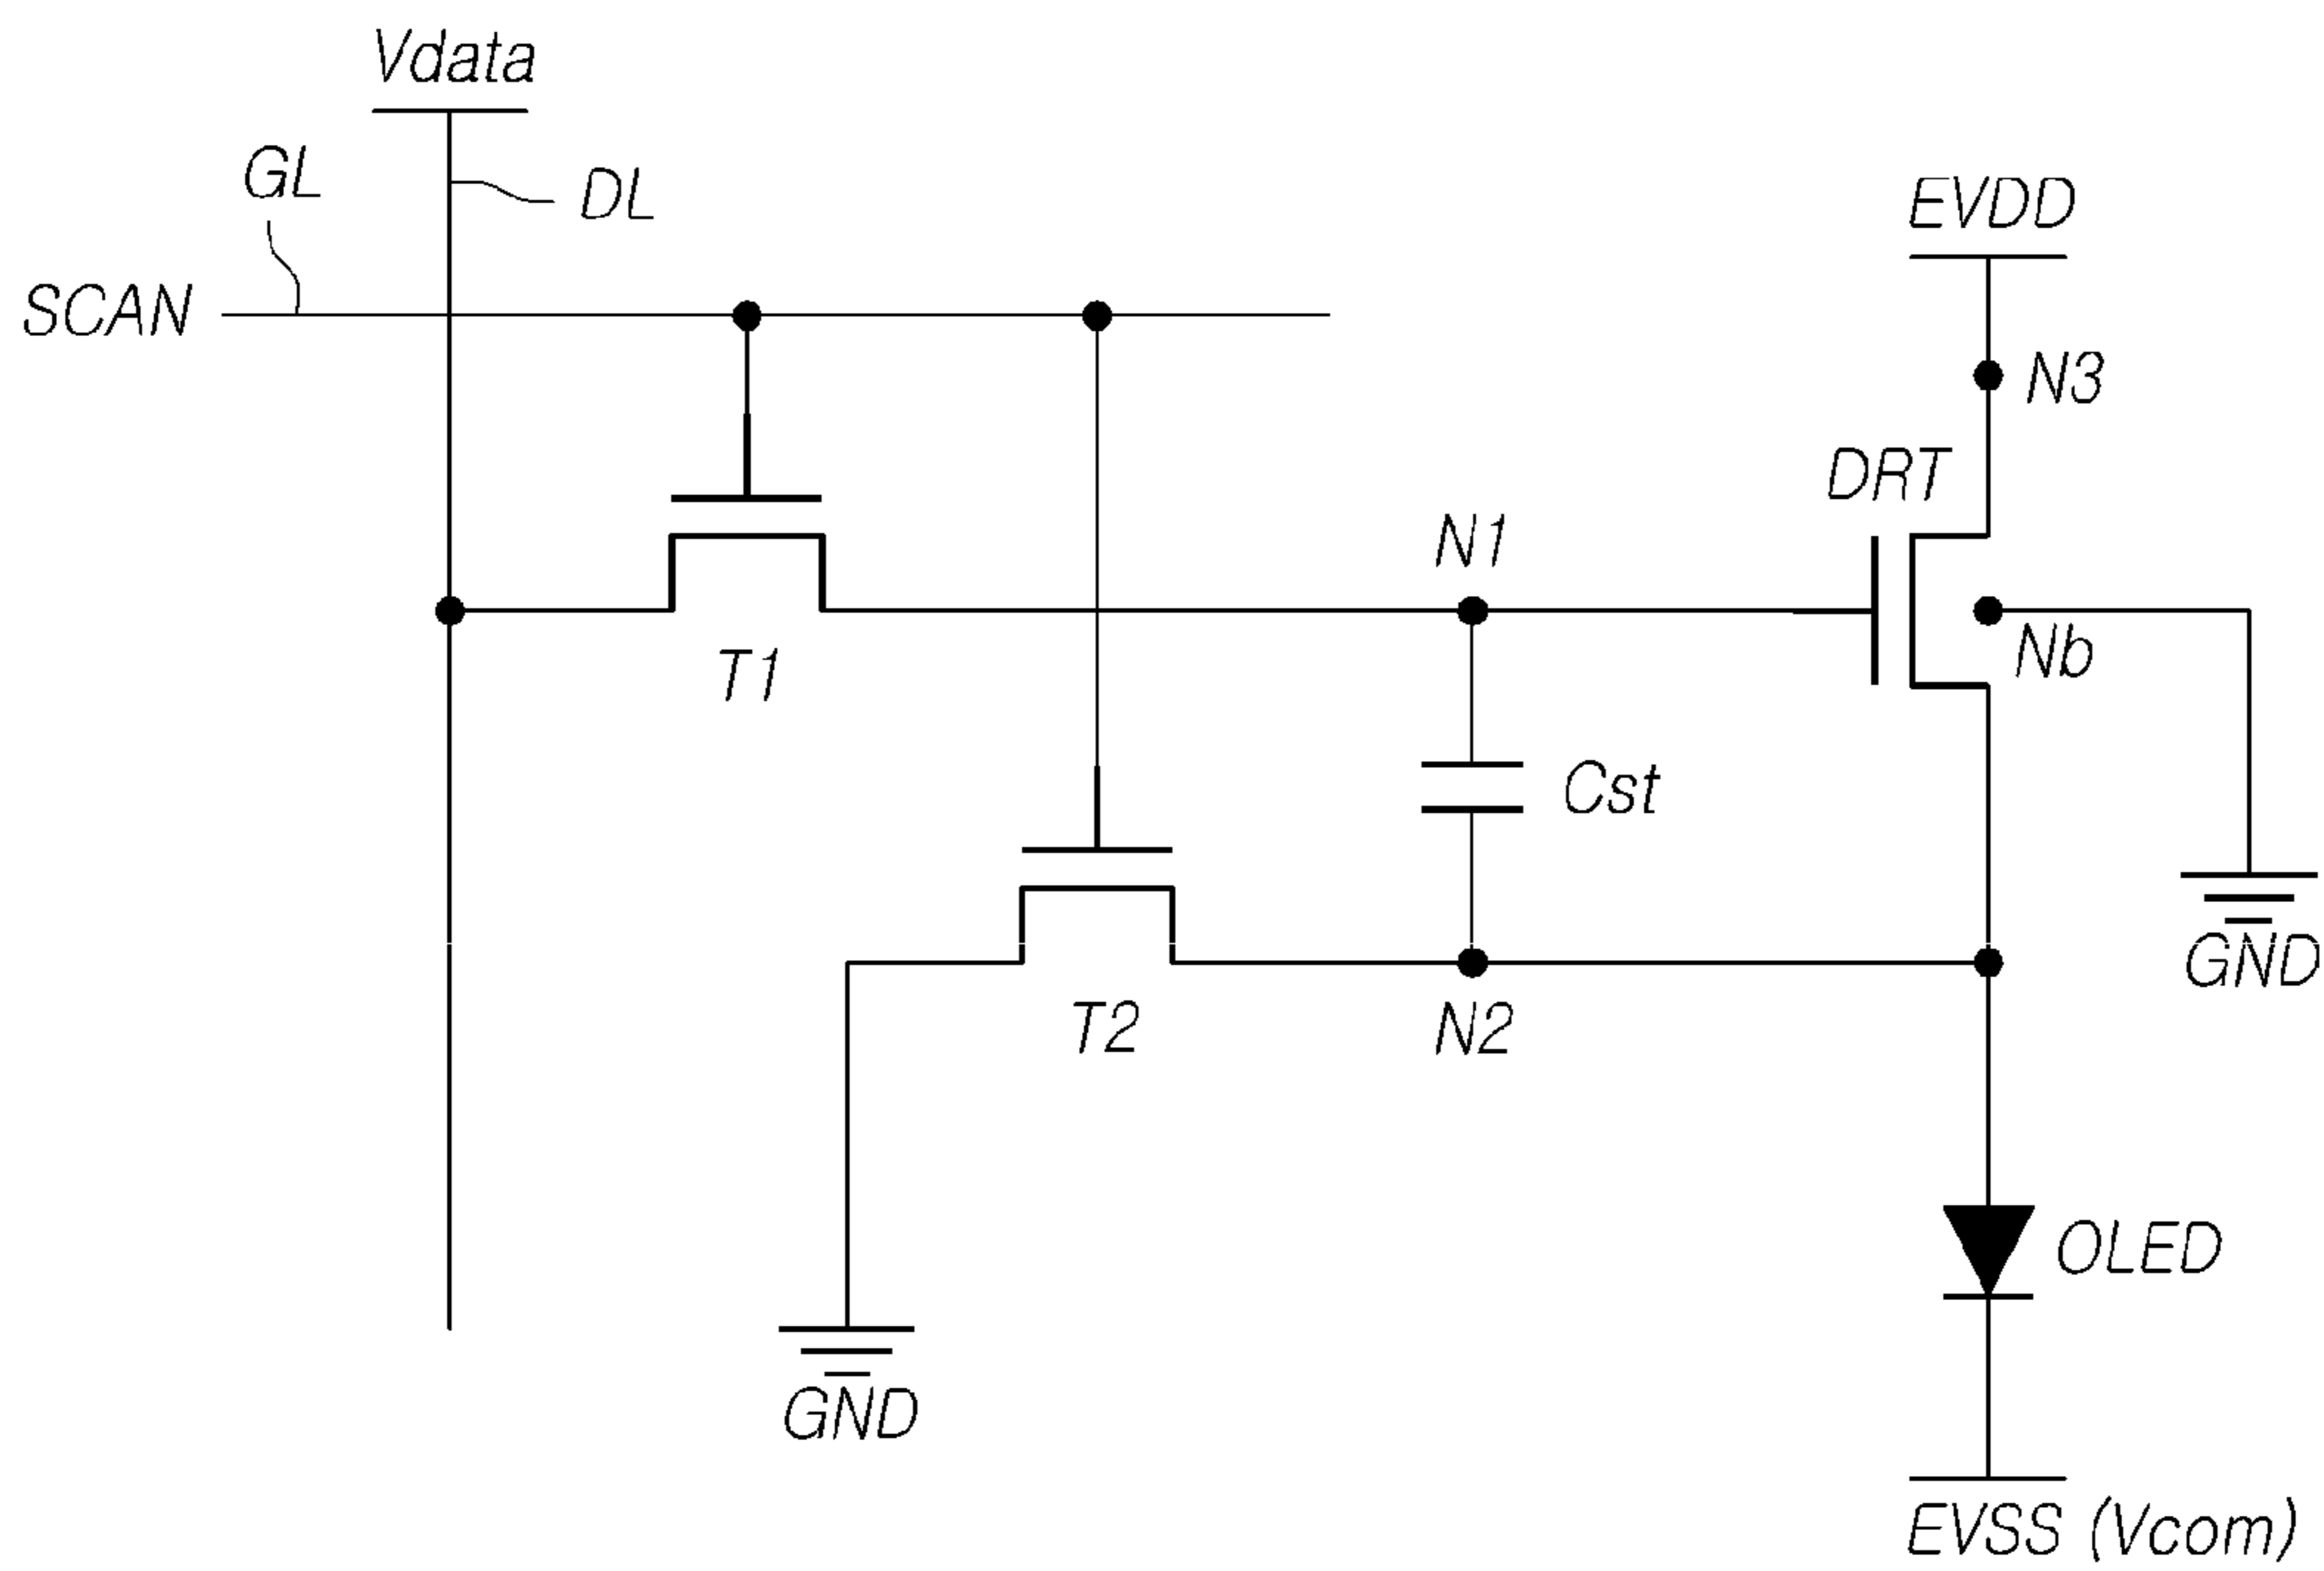 Vdata
GL
DL
EVDD
SCAN
N3
DRT
N1
Nb
T1
Cst
GND
T2
N2
OLED
GND
EVSS (Vcom)